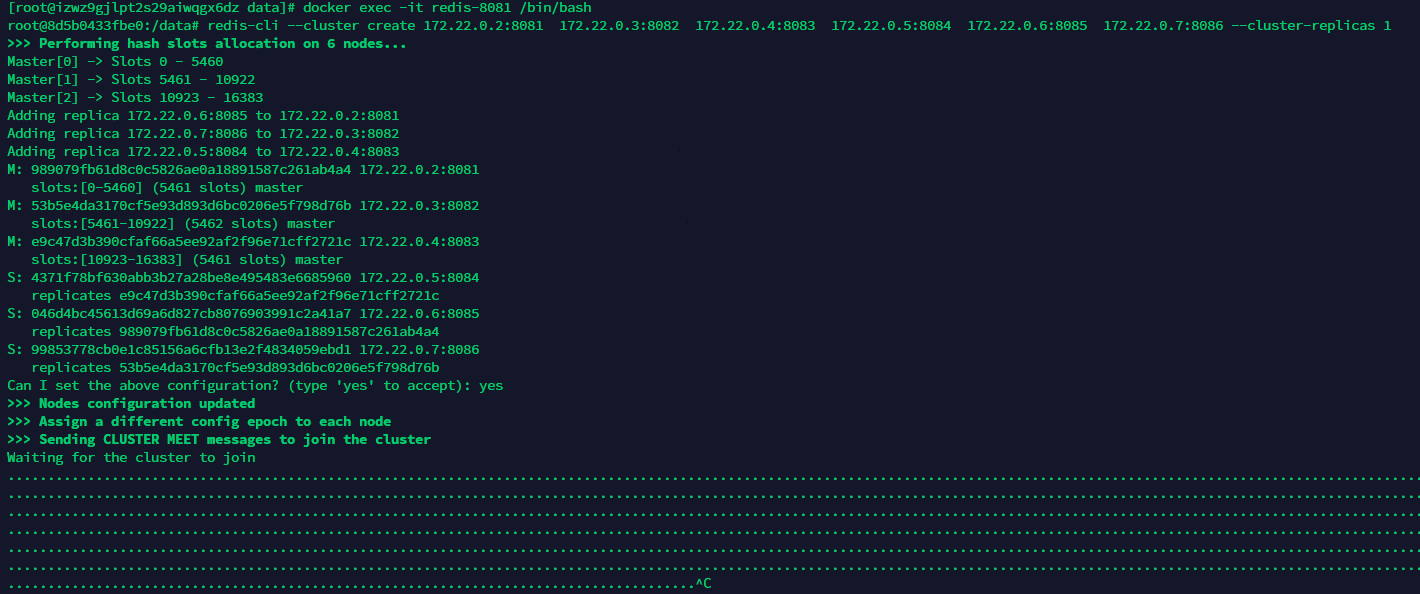 [root@izwz9gjlpt2s29aiwqgx6dz data]# docker exec -it redis-8081 /bin/bash
root@8d5b0433fbe0:/data# redis-cli --cluster create 172.22.0.2:8081  172.22.0.3:8082  172.22.0.4:8083  172.22.0.5:8084  172.22.0.6:8085  172.22.0.7:8086 --cluster-replicas 1
>>> Performing hash slots allocation on 6 nodes...
Master[0] -> Slots 0 - 5460
Master[1] -> Slots 5461 - 10922
Master[2] -> Slots 10923 - 16383
Adding replica 172.22.0.6:8085 to 172.22.0.2:8081
Adding replica 172.22.0.7:8086 to 172.22.0.3:8082
Adding replica 172.22.0.5:8084 to 172.22.0.4:8083
M: 989079fb61d8c0c5826ae0a18891587c261ab4a4 172.22.0.2:8081
   slots:[0-5460] (5461 slots) master
M: 53b5e4da3170cf5e93d893d6bc0206e5f798d76b 172.22.0.3:8082
   slots:[5461-10922] (5462 slots) master
M: e9c47d3b390cfaf66a5ee92af2f96e71cff2721c 172.22.0.4:8083
   slots:[10923-16383] (5461 slots) master
S: 4371f78bf630abb3b27a28be8e495483e6685960 172.22.0.5:8084
   replicates e9c47d3b390cfaf66a5ee92af2f96e71cff2721c
S: 046d4bc45613d69a6d827cb8076903991c2a41a7 172.22.0.6:8085
   replicates 989079fb61d8c0c5826ae0a18891587c261ab4a4
S: 99853778cb0e1c85156a6cfb13e2f4834059ebd1 172.22.0.7:8086
   replicates 53b5e4da3170cf5e93d893d6bc0206e5f798d76b
Can I set the above configuration? (type 'yes' to accept): yes
>>> Nodes configuration updated
>>> Assign a different config epoch to each node
>>> Sending CLUSTER MEET messages to join the cluster
Waiting for the cluster to join
.................................................................................................................................................................................
.................................................................................................................................................................................
.................................................................................................................................................................................
.................................................................................................................................................................................
.................................................................................................................................................................................
.................................................................................................................................................................................
......................................................................................^C